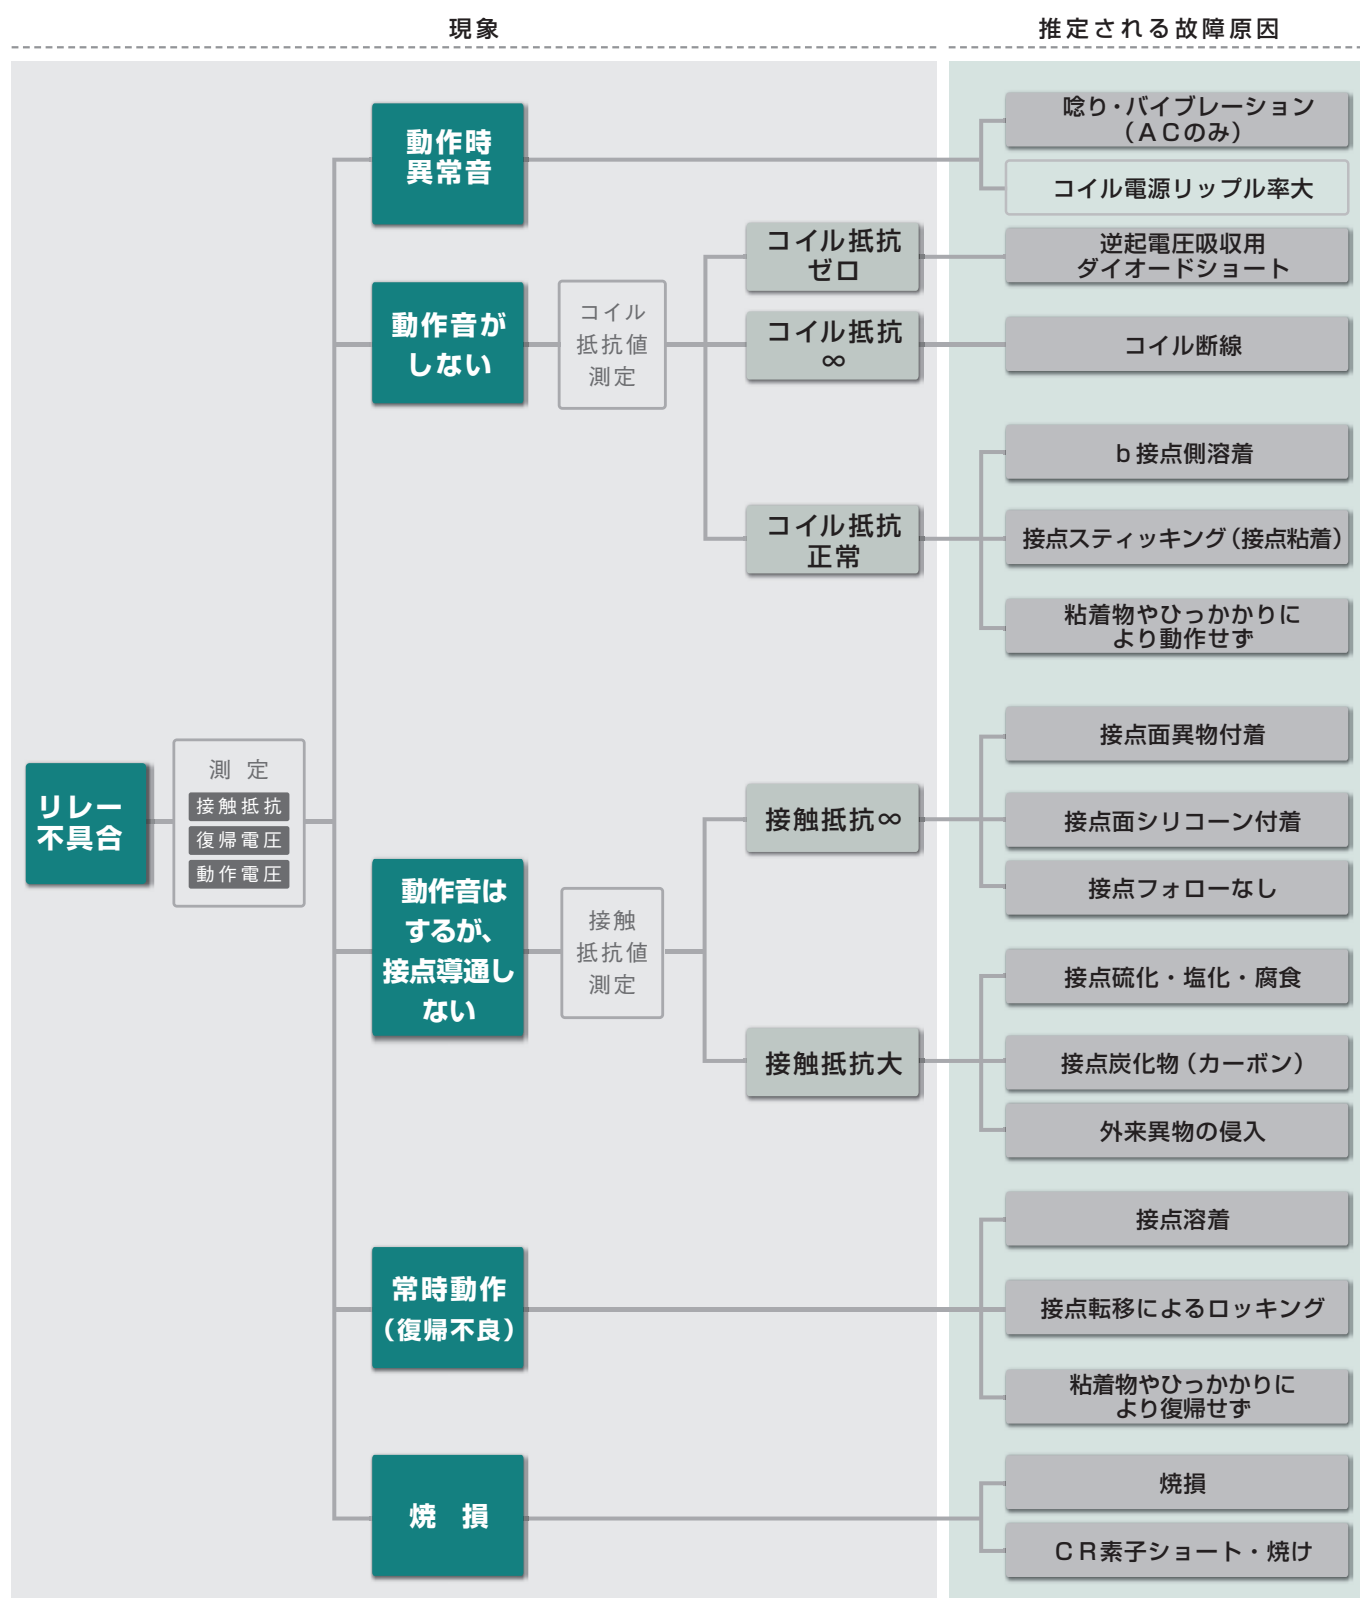 現象
推定される故障原因
動作時
異常音
唸り・バイブレーション
（ＡＣのみ）
コイル電源リップル率大
動作音が
しない
コイル
抵抗値
測定
コイル抵抗
ゼロ
逆起電圧吸収用
ダイオードショート
コイル抵抗
∞
コイル断線
コイル抵抗
正常
ｂ接点側溶着
接点スティッキング（接点粘着）
粘着物やひっかかりに
より動作せず
リレー
不具合
測 定
接触抵抗
復帰電圧
動作電圧
動作音は
するが、
接点導通し
ない
接触
抵抗値
測定
接触抵抗∞
接点面異物付着
接点面シリコーン付着
接点フォローなし
接触抵抗大
接点硫化・塩化・腐食
接点炭化物（カーボン）
外来異物の侵入
常時動作
（復帰不良）
接点溶着
接点転移によるロッキング
粘着物やひっかかりに
より復帰せず
焼 損
焼損
ＣＲ素子ショート・焼け